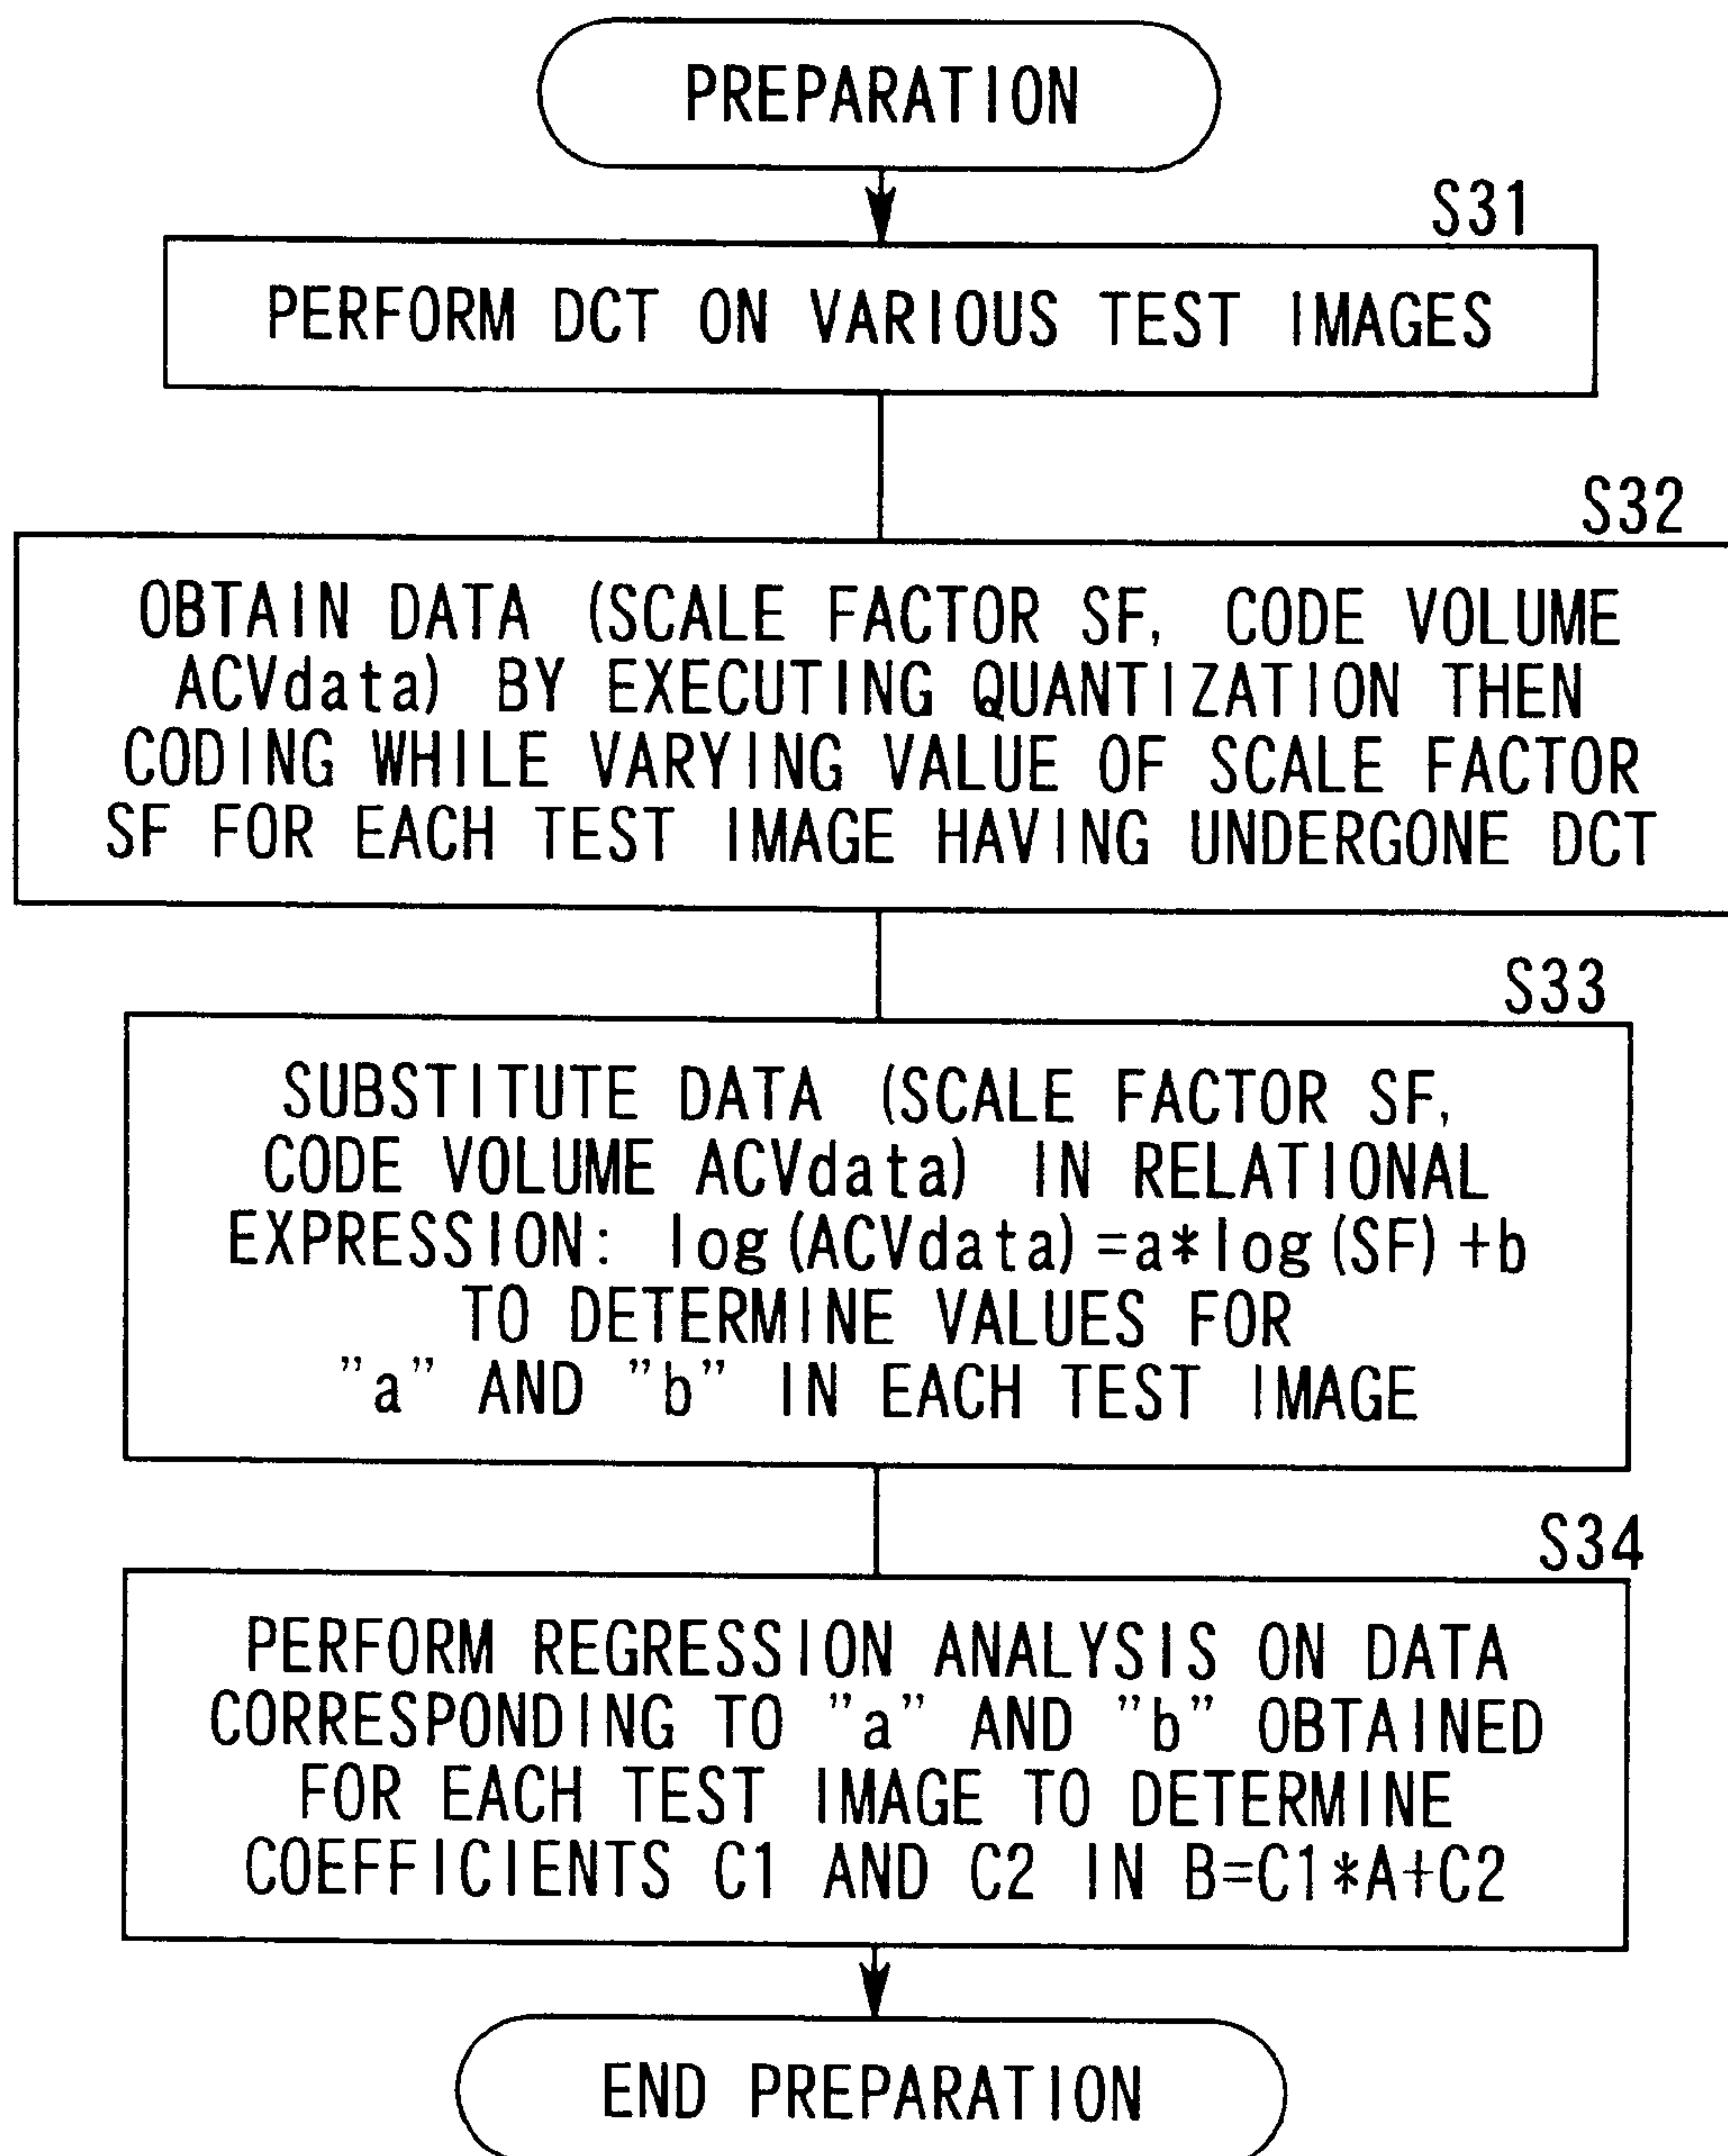 PREPARATION
S31
PERFORM DCT ON VARIOUS TEST IMAGES
S32
OBTAIN DATA (SCALE FACTOR SF, CODE VOLUME
ACVdata) BY EXECUTING QUANTIZATION THEN
CODING WHILE VARYING VALUE OF SCALE FACTOR
SF FOR EACH TEST IMAGE HAVING UNDERGONE DCT
S33
SUBSTITUTE DATA (SCALE FACTOR SF,
CODE VOLUME ACVdata) IN RELATIONAL
EXPRESSION: log(ACVdata)=a*log(SF)+b
TO DETERMINE VALUES FOR
"a" AND "b" IN EACH TEST IMAGE
S34
PERFORM REGRESSION ANALYSIS ON DATA
CORRESPONDING TO "a" AND "b" OBTAINED
FOR EACH TEST IMAGE TO DETERMINE
COEFFICIENTS C1 AND C2 IN B=C1*A+C2
END PREPARATION